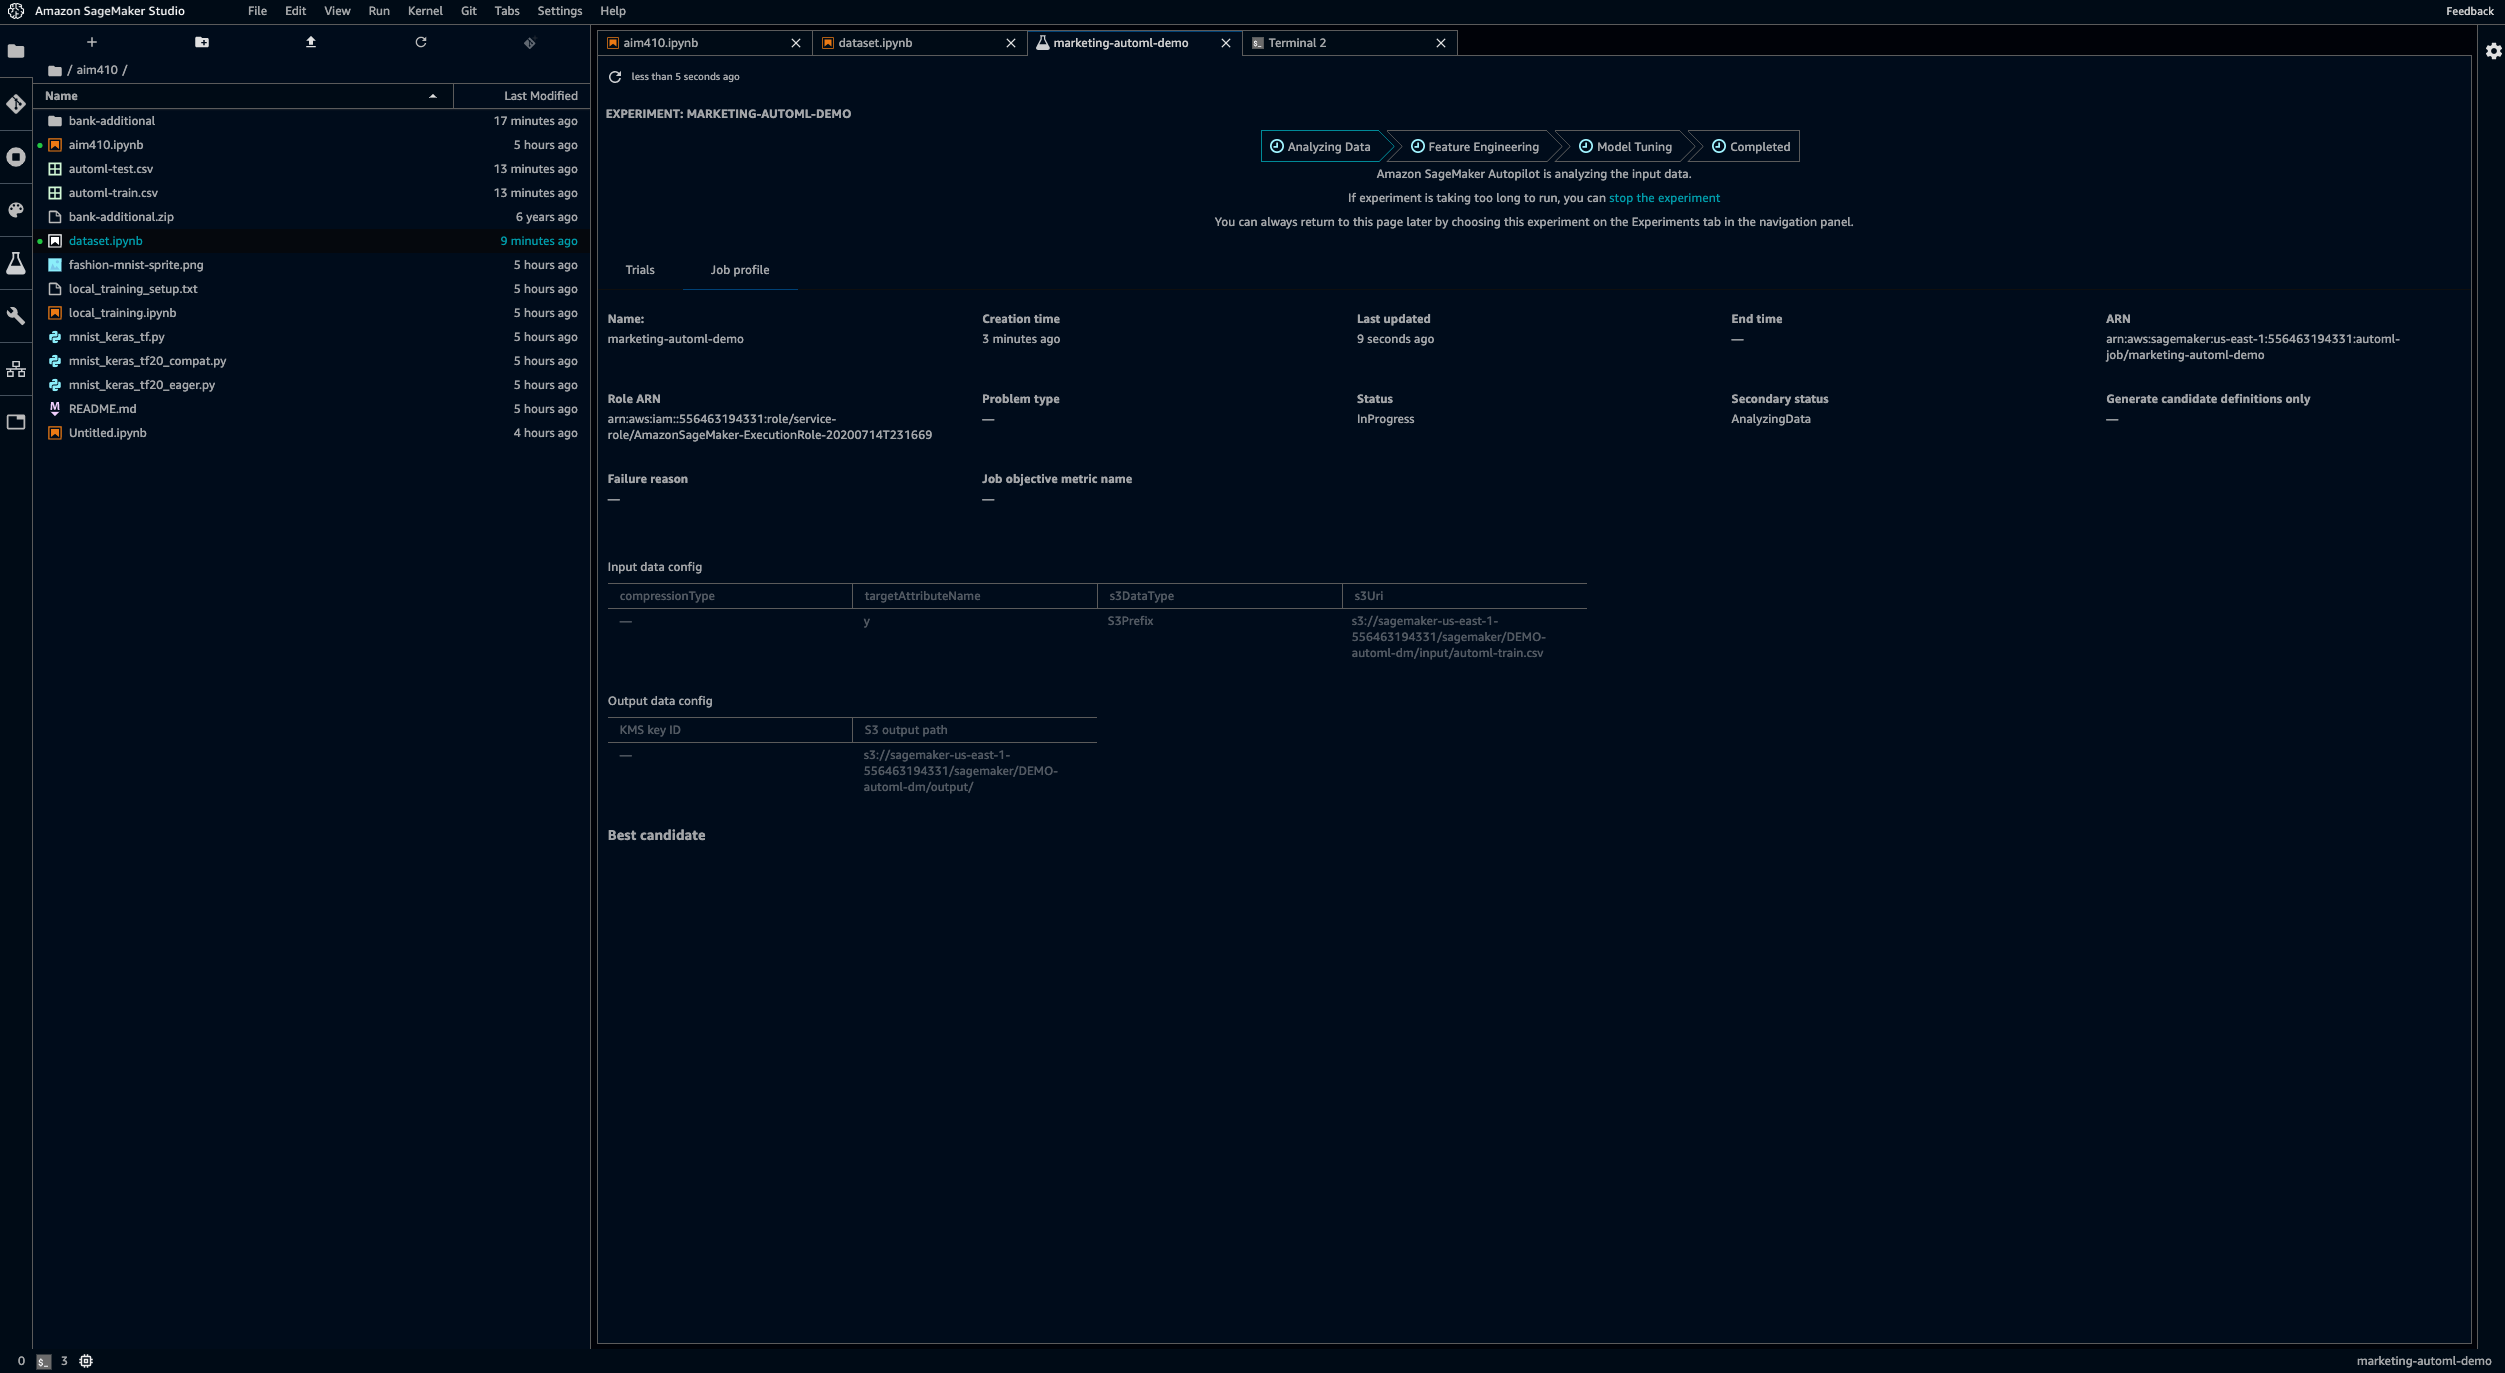 Amazon SageMaker Studio File Edit View Run Kernel Git Tabs Settings Help Feedback
/ aim410 /
Name Last Modified
bank-additional 17 minutes ago
aim410.ipynb 5 hours ago
automl-test.csv 13 minutes ago
automl-train.csv 13 minutes ago
bank-additional.zip 6 years ago
dataset.ipynb 9 minutes ago
fashion-mnist-sprite.png 5 hours ago
local_training_setup.txt 5 hours ago
local_training.ipynb 5 hours ago
mnist_keras_tf.py 5 hours ago
mnist_keras_tf20_compat.py 5 hours ago
mnist_keras_tf20_eager.py 5 hours ago
M README.md 5 hours ago
Untitled.ipynb 4 hours ago
aim410.ipynb dataset.ipynb marketing-automl-demo $_ Terminal 2
less than 5 seconds ago
EXPERIMENT: MARKETING-AUTOML-DEMO
Analyzing Data Feature Engineering Model Tuning Completed
Amazon SageMaker Autopilot is analyzing the input data.
If experiment is taking too long to run, you can stop the experiment
You can always return to this page later by choosing this experiment on the Experiments tab in the navigation panel.
Trials Job profile
Name: Creation time Last updated End time ARN
marketing-automl-demo 3 minutes ago 9 seconds ago — arn:aws:sagemaker:us-east-1:556463194331:automl-
job/marketing-automl-demo
Role ARN Problem type Status Secondary status Generate candidate definitions only
arn:aws:iam::556463194331:role/service- — InProgress AnalyzingData —
role/AmazonSageMaker-ExecutionRole-20200714T231669
Failure reason Job objective metric name
— —
Input data config
compressionType targetAttributeName s3DataType s3Uri
— y S3Prefix s3://sagemaker-us-east-1-
556463194331/sagemaker/DEMO-
automl-dm/input/automl-train.csv
Output data config
KMS key ID S3 output path
— s3://sagemaker-us-east-1-
556463194331/sagemaker/DEMO-
automl-dm/output/
Best candidate
0 $_ 3 marketing-automl-demo